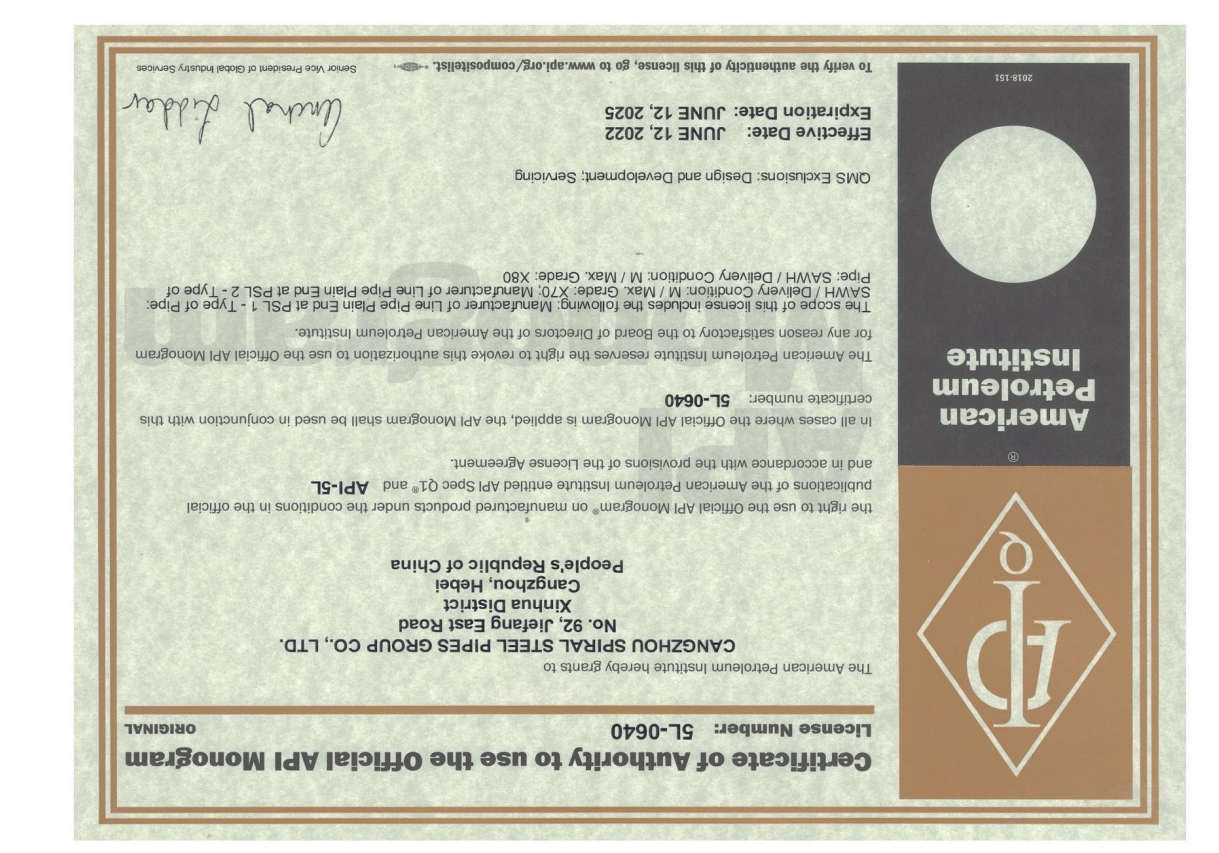 Certificate of Authority to use the Official API Monogram
License Number: 5L-0640
ORIGINAL
The American Petroleum Institute hereby grants to
CANGZHOU SPIRAL STEEL PIPES GROUP CO., LTD.
No. 92, Jiefang East Road
Xinhua District
Cangzhou, Hebei
People's Republic of China
the right to use the Official API Monogram® on manufactured products under the conditions in the official
publications of the American Petroleum Institute entitled API Spec Q1® and API-5L
and in accordance with the provisions of the License Agreement.
In all cases where the Official API Monogram is applied, the API Monogram shall be used in conjunction with this
certificate number: 5L-0640
The American Petroleum Institute reserves the right to revoke this authorization to use the Official API Monogram
for any reason satisfactory to the Board of Directors of the American Petroleum Institute.
The scope of this license includes the following: Manufacturer of Line Pipe Plain End at PSL 1 - Type of Pipe:
SAWH / Delivery Condition: M / Max. Grade: X70; Manufacturer of Line Pipe Plain End at PSL 2 - Type of
Pipe: SAWH / Delivery Condition: M / Max. Grade: X80
QMS Exclusions: Design and Development; Servicing
Effective Date: JUNE 12, 2022
Expiration Date: JUNE 12, 2025
To verify the authenticity of this license, go to www.api.org/compositelist.
Senior Vice President of Global Industry Services
API
Monogram
API
Q
®
American
Petroleum
Institute
2018-151